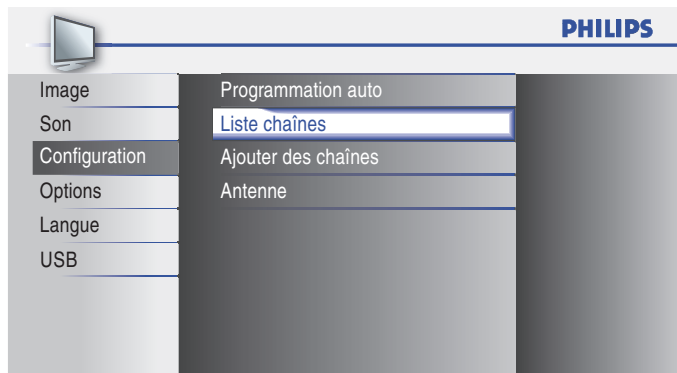 PHILIPS
Image
Son
Configuration
Options
Langue
USB
Programmation auto
Liste chaînes
Ajouter des chaînes
Antenne